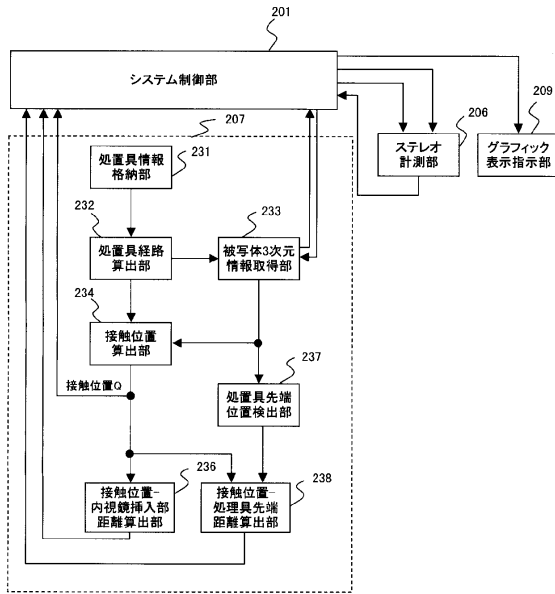 201
システム制御部
207
206
209
ステレオ
計測部
グラフィック
表示指示部
231
処置具情報
格納部
232
処置具経路
算出部
233
被写体3次元
情報取得部
234
接触位置
算出部
接触位置Q
237
処置具先端
位置検出部
236
接触位置-
内視鏡挿入部
距離算出部
238
接触位置-
処理具先端
距離算出部